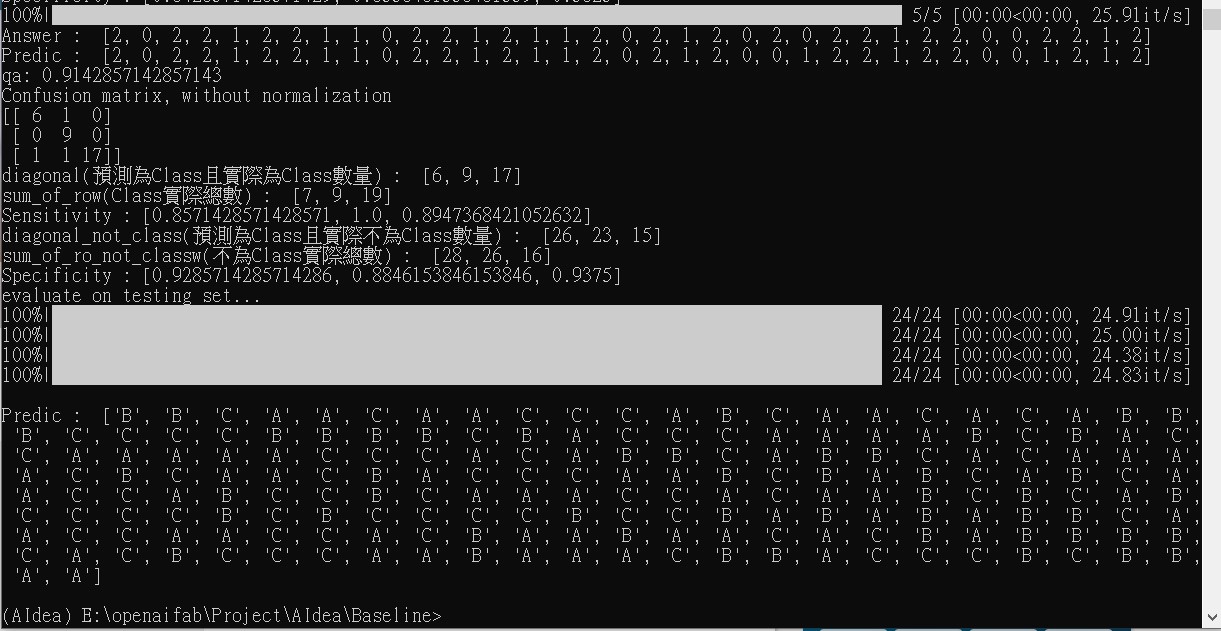 100%| 5/5 [00:00<00:00, 25.91it/s]
Answer : [2, 0, 2, 2, 1, 2, 2, 1, 1, 0, 2, 2, 1, 2, 1, 1, 2, 0, 2, 1, 2, 0, 2, 0, 2, 2, 1, 2, 2, 0, 0, 2, 2, 1, 2]
Predic : [2, 0, 2, 2, 1, 2, 2, 1, 1, 0, 2, 2, 1, 2, 1, 1, 2, 0, 2, 1, 2, 0, 0, 1, 2, 2, 1, 2, 2, 0, 0, 1, 2, 1, 2]
qa: 0.9142857142857143
Confusion matrix, without normalization
[[ 6 1 0]
[ 0 9 0]
[ 1 1 17]]
diagonal(預測為Class且實際為Class數量) : [6, 9, 17]
sum_of_row(Class實際總數) : [7, 9, 19]
Sensitivity : [0.8571428571428571, 1.0, 0.8947368421052632]
diagonal_not_class(預測為Class且實際不為Class數量) : [26, 23, 15]
sum_of_ro_not_classw(不為Class實際總數) : [28, 26, 16]
Specificity : [0.9285714285714286, 0.8846153846153846, 0.9375]
evaluate on testing set...
100%| 24/24 [00:00<00:00, 24.91it/s]
100%| 24/24 [00:00<00:00, 25.00it/s]
100%| 24/24 [00:00<00:00, 24.38it/s]
100%| 24/24 [00:00<00:00, 24.83it/s]
Predic : ['B', 'B', 'C', 'A', 'A', 'C', 'A', 'A', 'C', 'C', 'C', 'A', 'B', 'C', 'A', 'A', 'C', 'A', 'C', 'A', 'B', 'B',
'B', 'C', 'C', 'C', 'C', 'B', 'B', 'B', 'B', 'C', 'B', 'A', 'C', 'C', 'C', 'A', 'A', 'A', 'A', 'B', 'C', 'B', 'A', 'C',
'C', 'A', 'A', 'A', 'A', 'A', 'C', 'C', 'C', 'A', 'C', 'A', 'B', 'B', 'C', 'A', 'B', 'B', 'C', 'A', 'B', 'C', 'C', 'A',
'A', 'C', 'B', 'C', 'A', 'A', 'C', 'B', 'A', 'C', 'C', 'C', 'A', 'A', 'B', 'B', 'A', 'A', 'B', 'C', 'A', 'B', 'C', 'A',
'A', 'C', 'C', 'A', 'B', 'C', 'C', 'B', 'C', 'A', 'A', 'A', 'C', 'A', 'C', 'C', 'A', 'A', 'B', 'C', 'B', 'C', 'A', 'B',
'C', 'C', 'C', 'C', 'B', 'C', 'B', 'C', 'C', 'C', 'B', 'C', 'C', 'C', 'B', 'A', 'B', 'A', 'B', 'A', 'B', 'B', 'C', 'A',
'A', 'C', 'C', 'A', 'A', 'C', 'C', 'C', 'C', 'B', 'A', 'A', 'B', 'A', 'A', 'C', 'A', 'B', 'C', 'A', 'B', 'B', 'B', 'B',
'C', 'A', 'C', 'B', 'C', 'C', 'C', 'A', 'A', 'B', 'A', 'A', 'A', 'C', 'B', 'B', 'A', 'C', 'C', 'C', 'B', 'C', 'B', 'B',
'A', 'A']
(AIdea) E:\openaifab\Project\AIdea\Baseline>